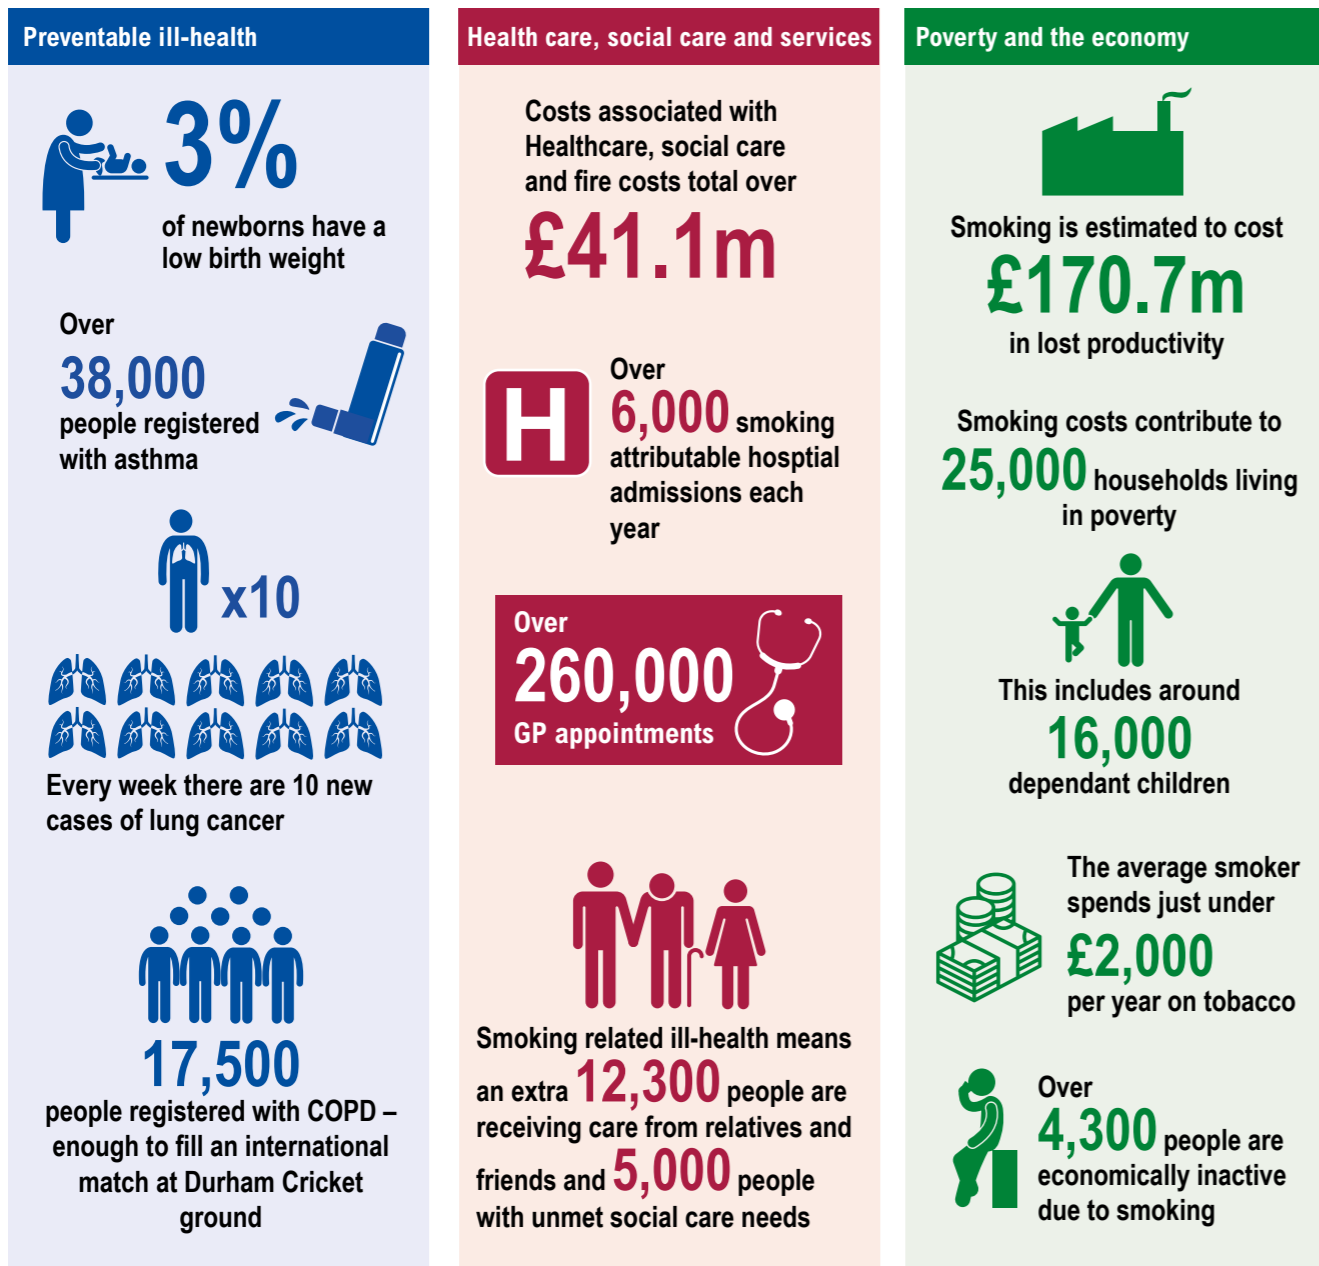 Preventable ill-health
3%
of newborns have a
low birth weight
Over
38,000
people registered
with asthma
x10
Every week there are 10 new
cases of lung cancer
17,500
people registered with COPD –
enough to fill an international
match at Durham Cricket
ground
Health care, social care and services
Costs associated with
Healthcare, social care
and fire costs total over
£41.1m
H
Over
6,000 smoking
attributable hosptial
admissions each
year
Over
260,000
GP appointments
Smoking related ill-health means
an extra 12,300 people are
receiving care from relatives and
friends and 5,000 people
with unmet social care needs
Poverty and the economy
Smoking is estimated to cost
£170.7m
in lost productivity
Smoking costs contribute to
25,000 households living
in poverty
This includes around
16,000
dependant children
The average smoker
spends just under
£2,000
per year on tobacco
Over
4,300 people are
economically inactive
due to smoking